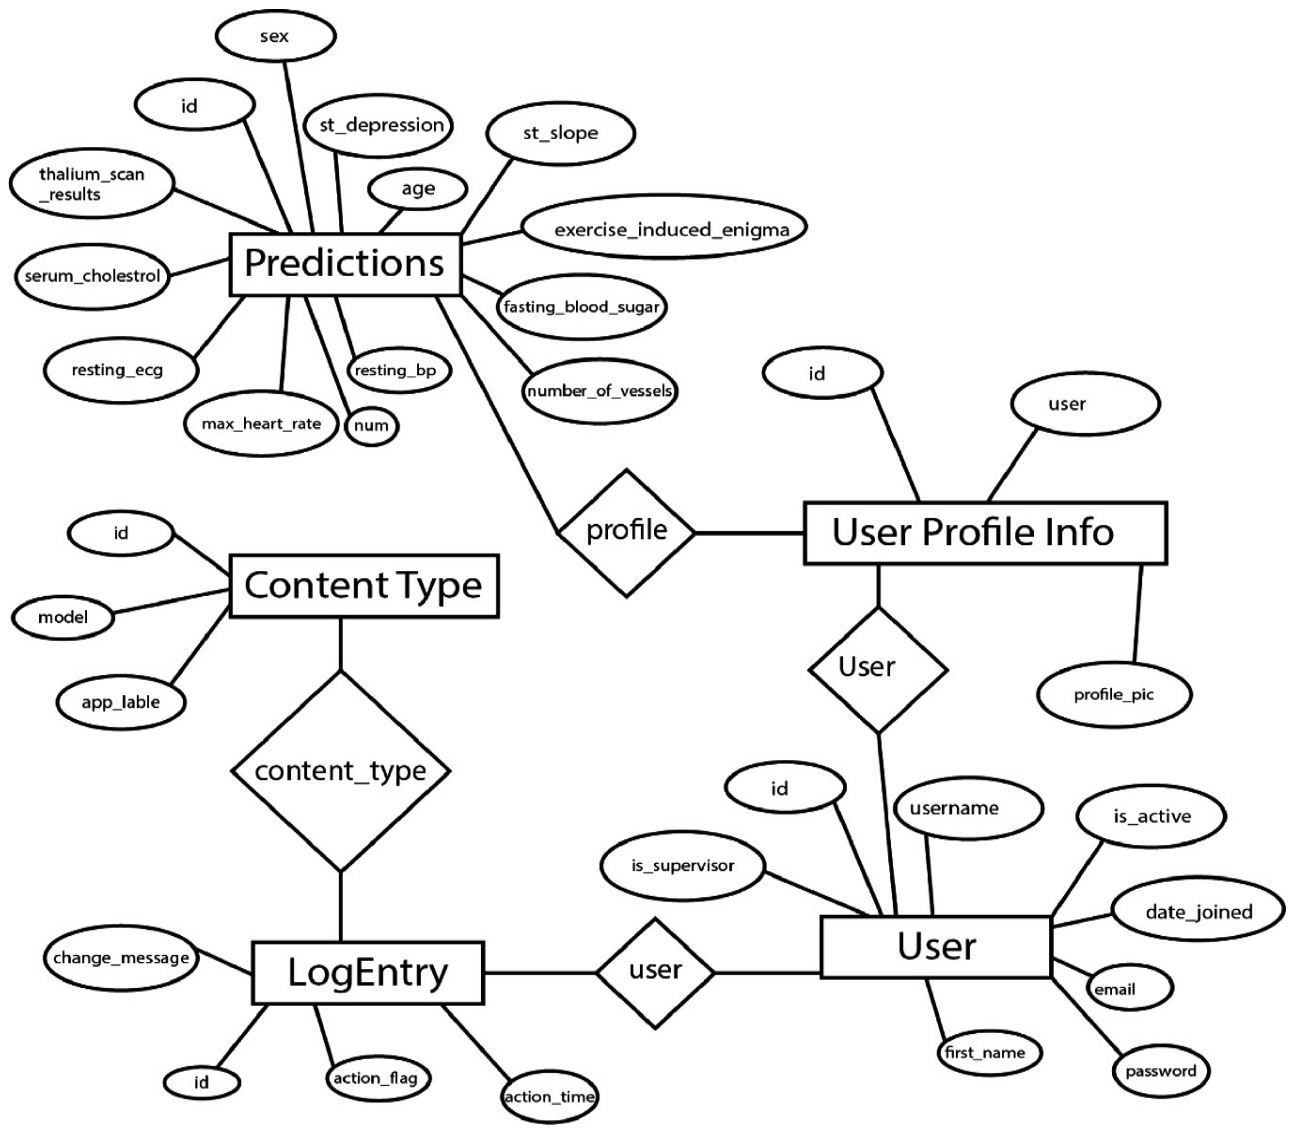 sex
id
st_depression
st_slope
thalium_scan
_results
age
exercise_induced_enigma
Predictions
serum_cholestrol
fasting_blood_sugar
resting_ecg
resting_bp
number_of_vessels
max_heart_rate
num
id
user
profile
User Profile Info
id
Content Type
model
app_lable
User
profile_pic
content_type
id
username
is_active
is_supervisor
date_joined
change_message
LogEntry
user
User
email
id
action_flag
action_time
first_name
password